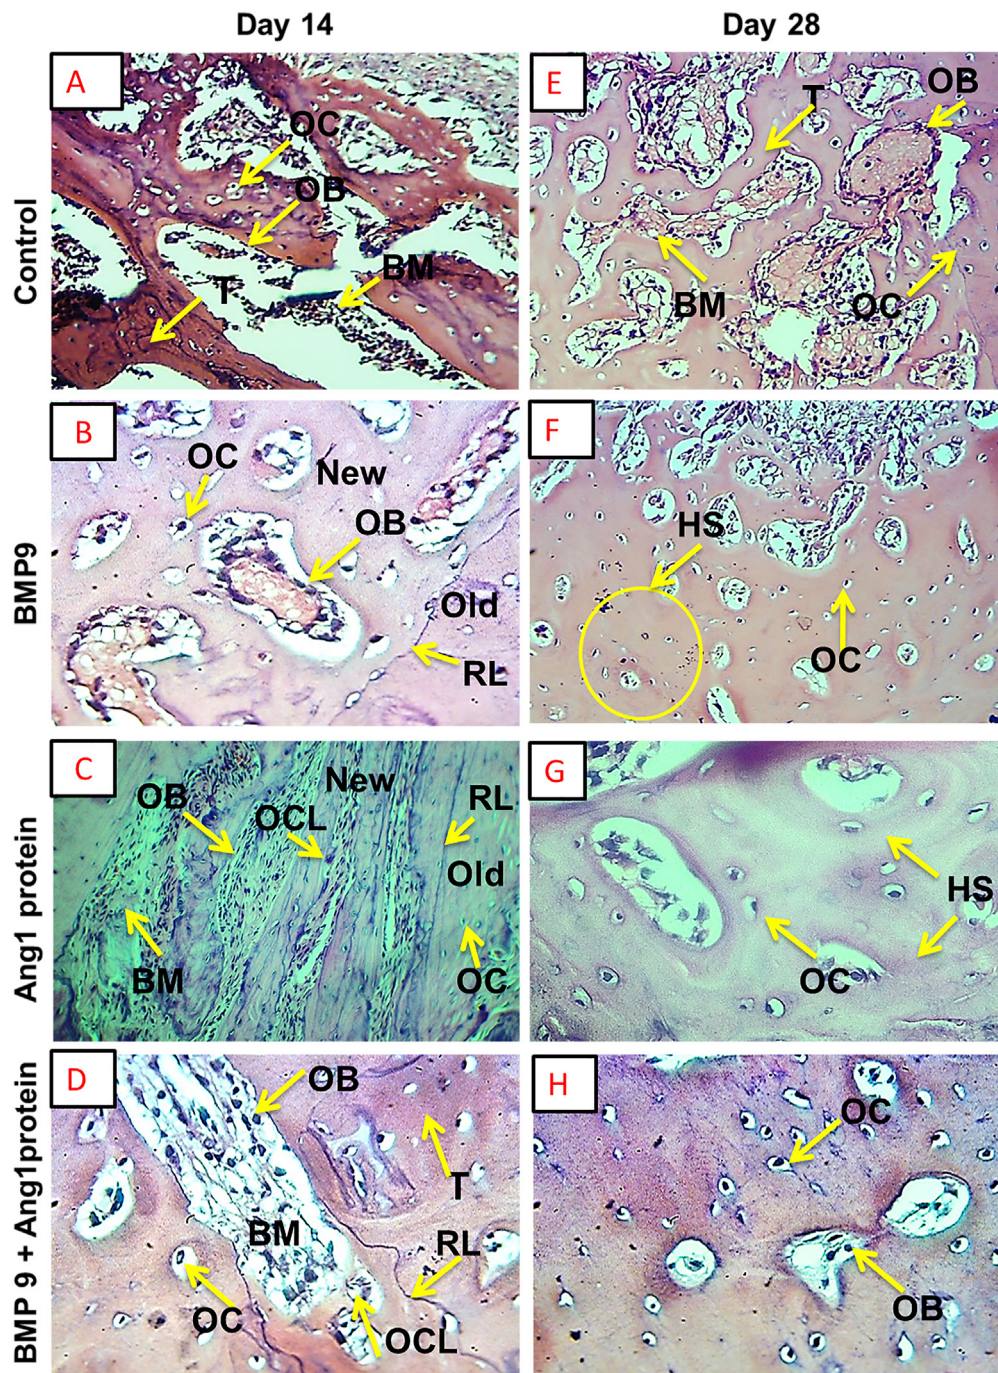 Day 14
Day 28
Control
A
OC
OB
T
BM
E
T
OB
BM
OC
BMP9
B
OC
New
OB
Old
RL
F
HS
OC
Ang1 protein
C
OB
OCL
New
RL
Old
BM
OC
G
HS
OC
BMP 9 + Ang1protein
D
OB
T
BM
RL
OC
OCL
H
OC
OB